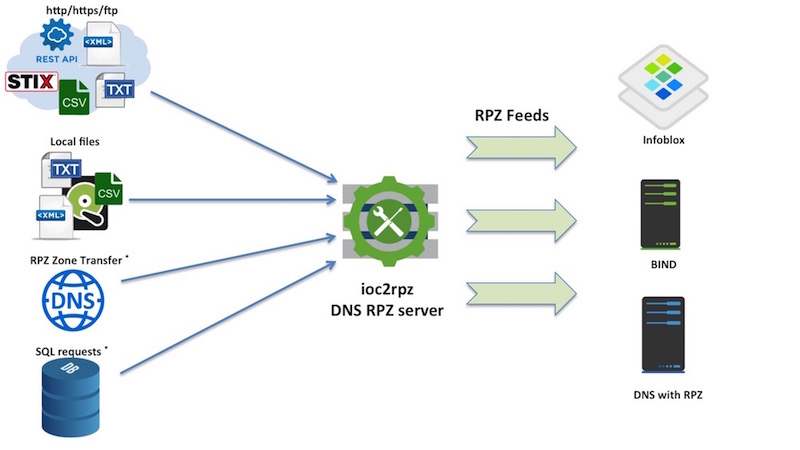 http/https/ftp
<XML>
REST API
STIX
CSV
TXT
Local files
TXT
CSV
<XML>
RPZ Zone Transfer *
DNS
SQL requests *
DB
ioc2rpz
DNS RPZ server
RPZ Feeds
Infoblox
BIND
DNS with RPZ